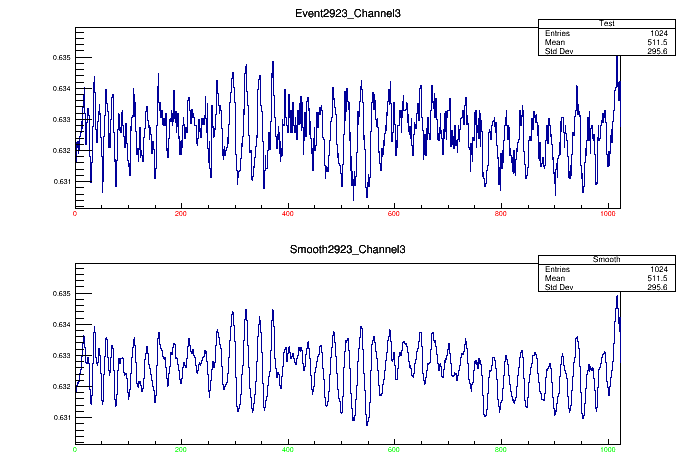 Event2923_Channel3
Test
Entries 1024
Mean 511.5
Std Dev 295.6
0.635
0.634
0.633
0.632
0.631
0 200 400 600 800 1000
Smooth2923_Channel3
Smooth
Entries 1024
Mean 511.5
Std Dev 295.6
0.635
0.634
0.633
0.632
0.631
0 200 400 600 800 1000